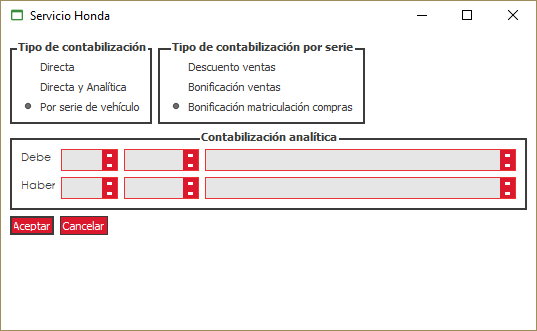 Servicio Honda
Tipo de contabilización
Directa
Directa y Analítica
Por serie de vehículo
Tipo de contabilización por serie
Descuento ventas
Bonificación ventas
Bonificación matriculación compras
Contabilización analítica
Debe
Haber
Aceptar
Cancelar